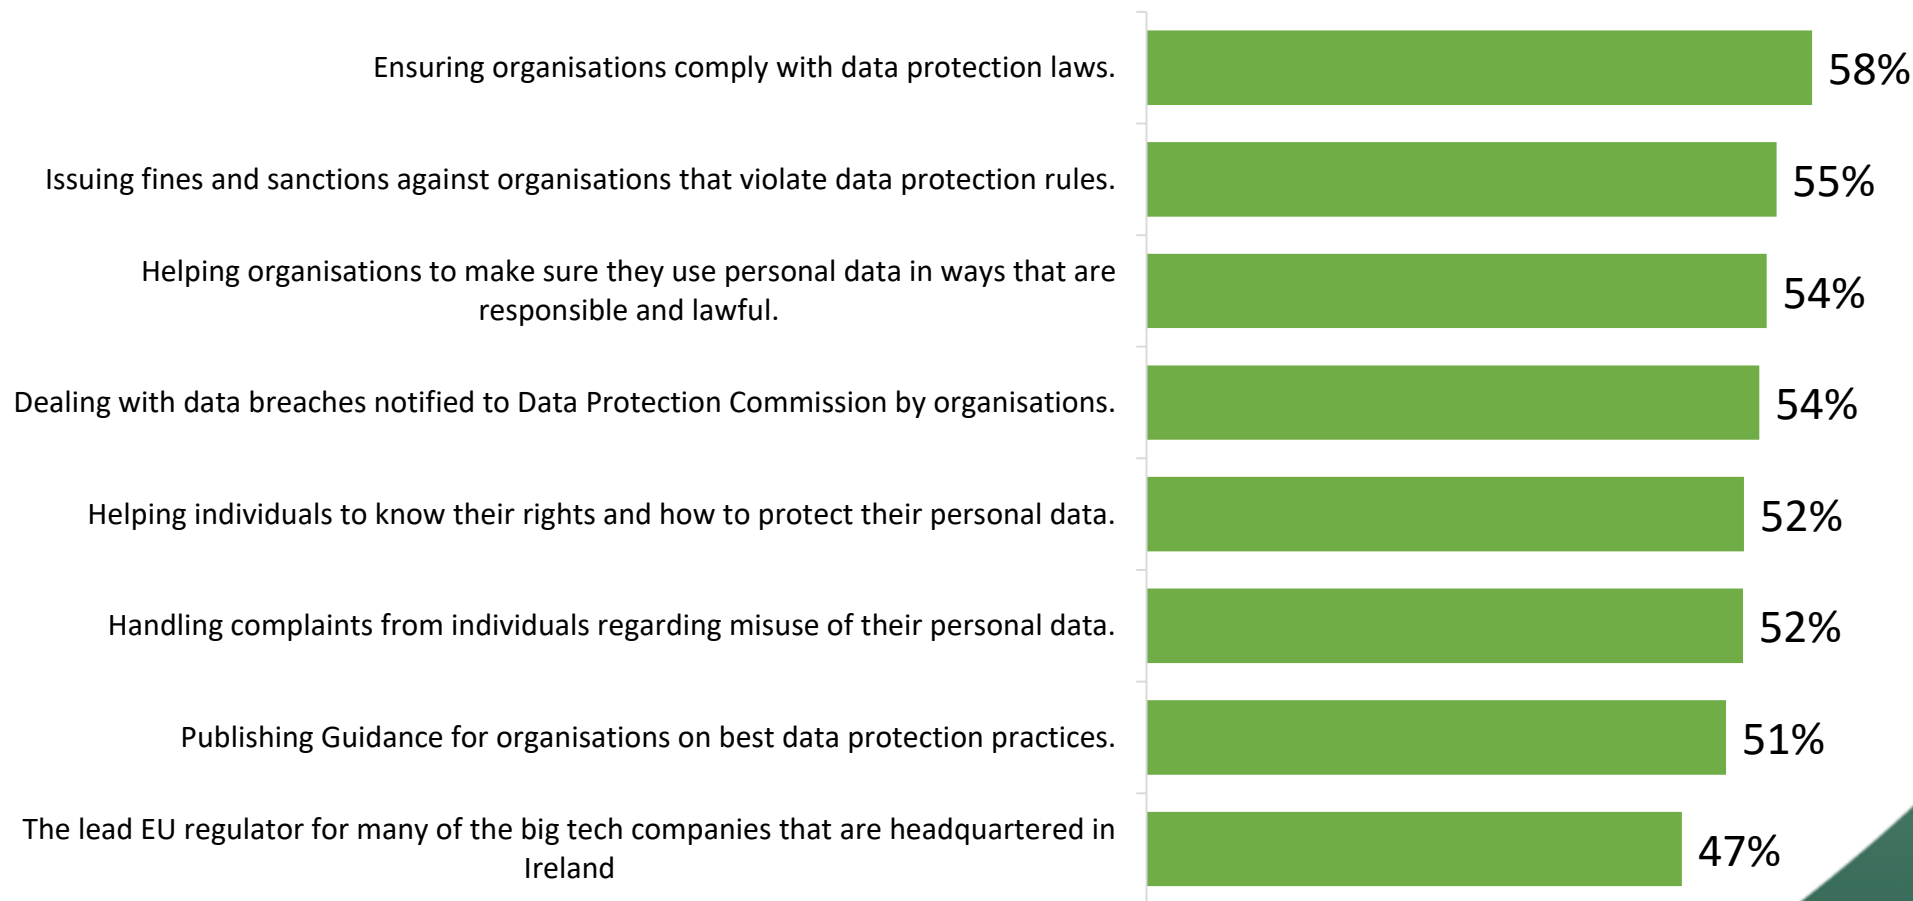 Ensuring organisations comply with data protection laws.
58%
Issuing fines and sanctions against organisations that violate data protection rules.
55%
Helping organisations to make sure they use personal data in ways that are
responsible and lawful.
54%
Dealing with data breaches notified to Data Protection Commission by organisations.
54%
Helping individuals to know their rights and how to protect their personal data.
52%
Handling complaints from individuals regarding misuse of their personal data.
52%
Publishing Guidance for organisations on best data protection practices.
51%
The lead EU regulator for many of the big tech companies that are headquartered in
Ireland
47%